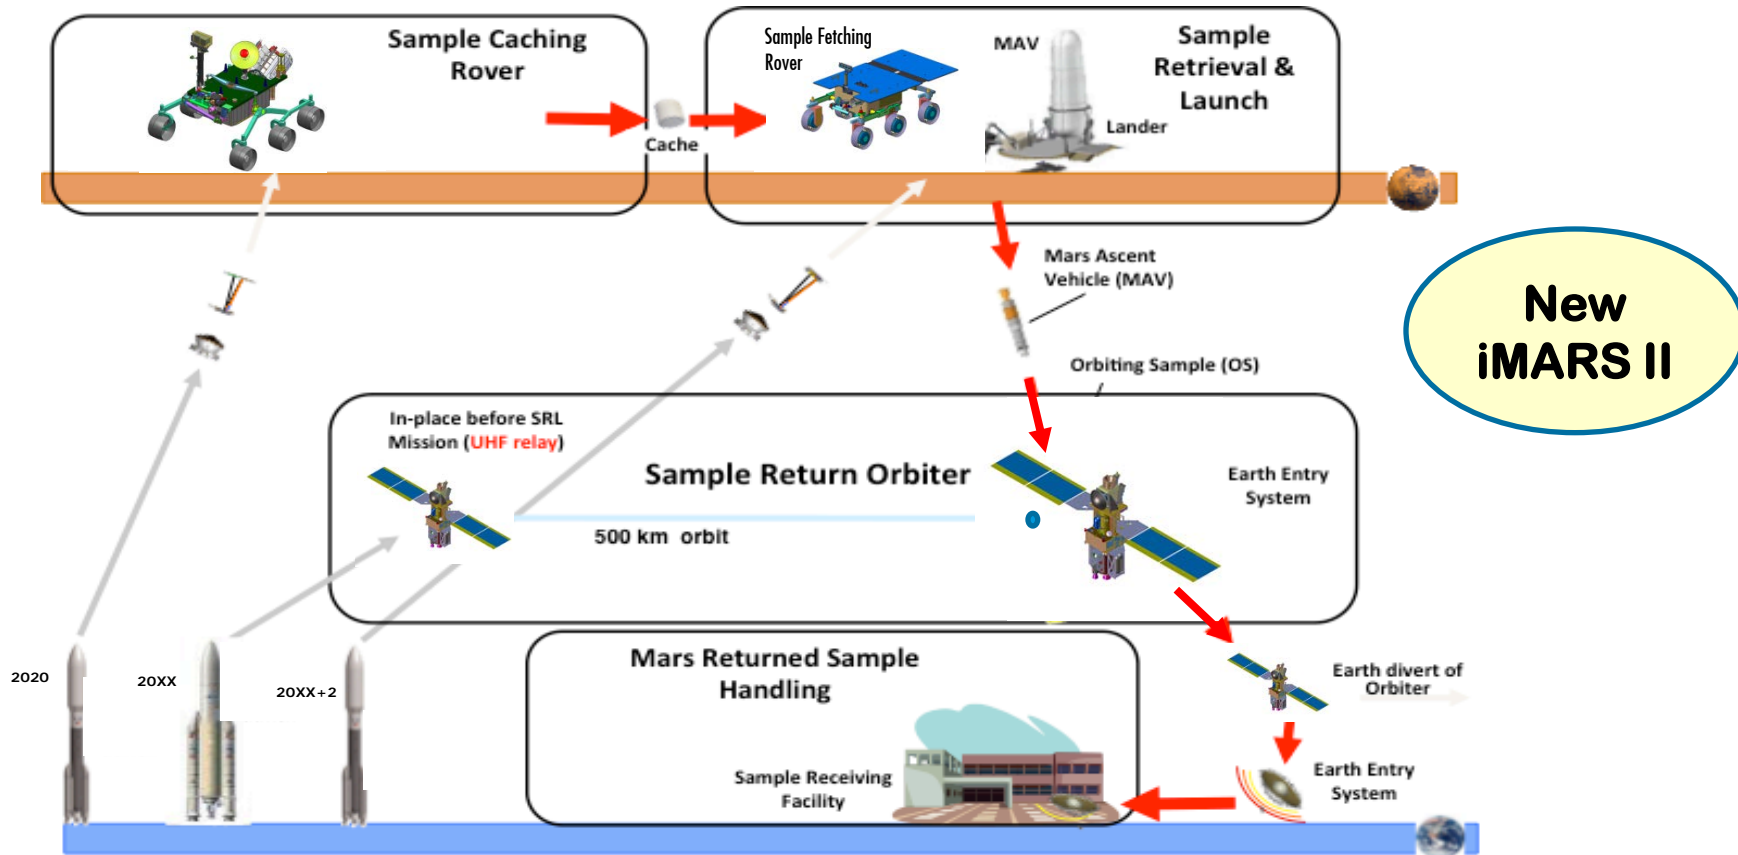 Sample Caching
Rover
Cache
Sample Fetching
Rover
MAV
Sample
Retrieval &
Launch
Lander
Mars Ascent
Vehicle (MAV)
Orbiting Sample (OS)
New
iMARS II
In-place before SRL
Mission (UHF relay)
Sample Return Orbiter
500 km orbit
Earth Entry
System
2020
20XX
20XX+2
Mars Returned Sample
Handling
Sample Receiving
Facility
Earth divert of
Orbiter
Earth Entry
System